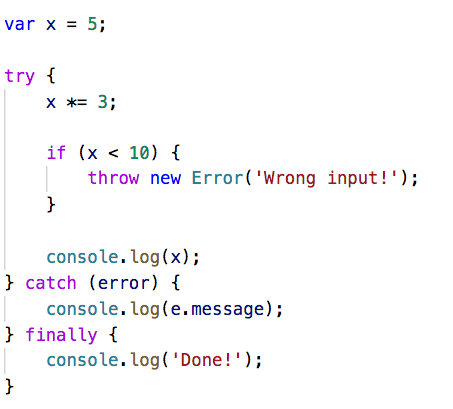 var x = 5;

try {
    x *= 3;

    if (x < 10) {
        throw new Error('Wrong input!');
    }

    console.log(x);
} catch (error) {
    console.log(e.message);
} finally {
    console.log('Done!');
}